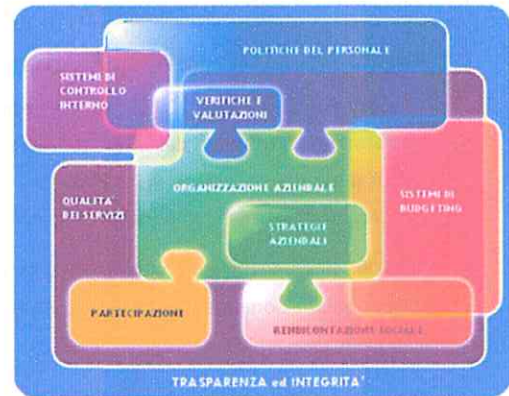 POLITICHE DEL PERSONALE
SISTEMI DI
CONTROLLO
INTERNO
VERIFICHE E
VALUTAZIONI
ORGANIZZAZIONE AZIENDALE
QUALITA'
DEI SERVIZI
SISTEMI DI
BUDGETING
STRATEGIE
AZIENDALI
PARTECIPAZIONE
RENDICONTAZIONE SOCIALE
TRASPARENZA ed INTEGRITA'